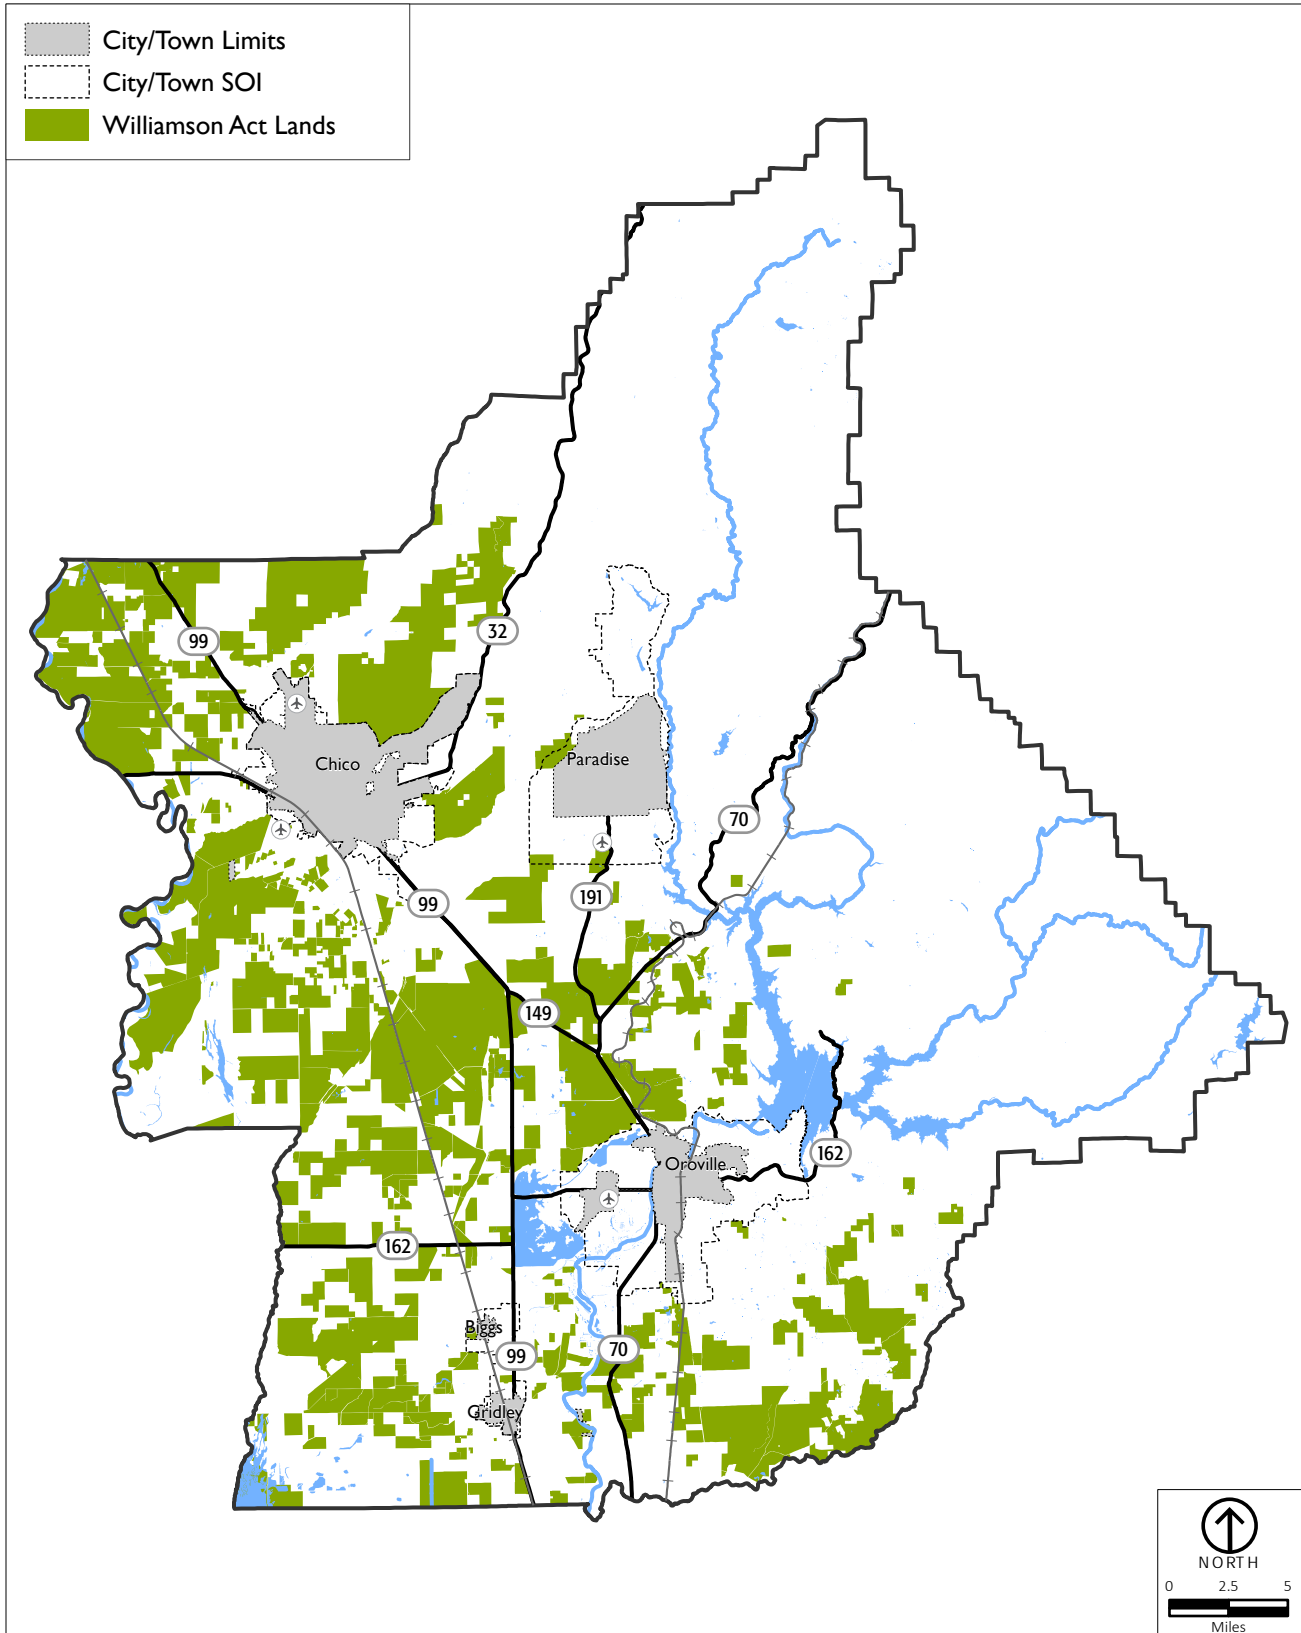 City/Town Limits
City/Town SOI
Williamson Act Lands
99
32
Chico
Paradise
70
191
99
149
Oroville
162
162
Biggs
99
70
Gridley
NORTH
0 2.5 5
Miles